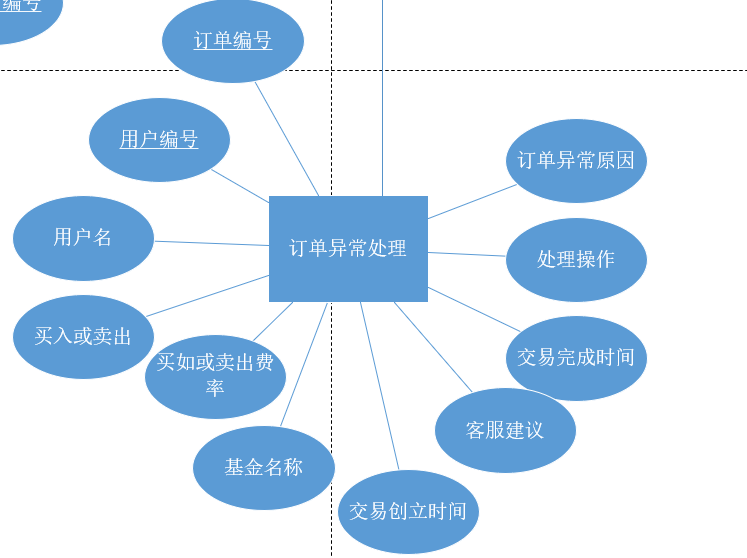 编号
订单编号
用户编号
订单异常原因
用户名
订单异常处理
处理操作
买入或卖出
买如或卖出费
率
交易完成时间
客服建议
基金名称
交易创立时间